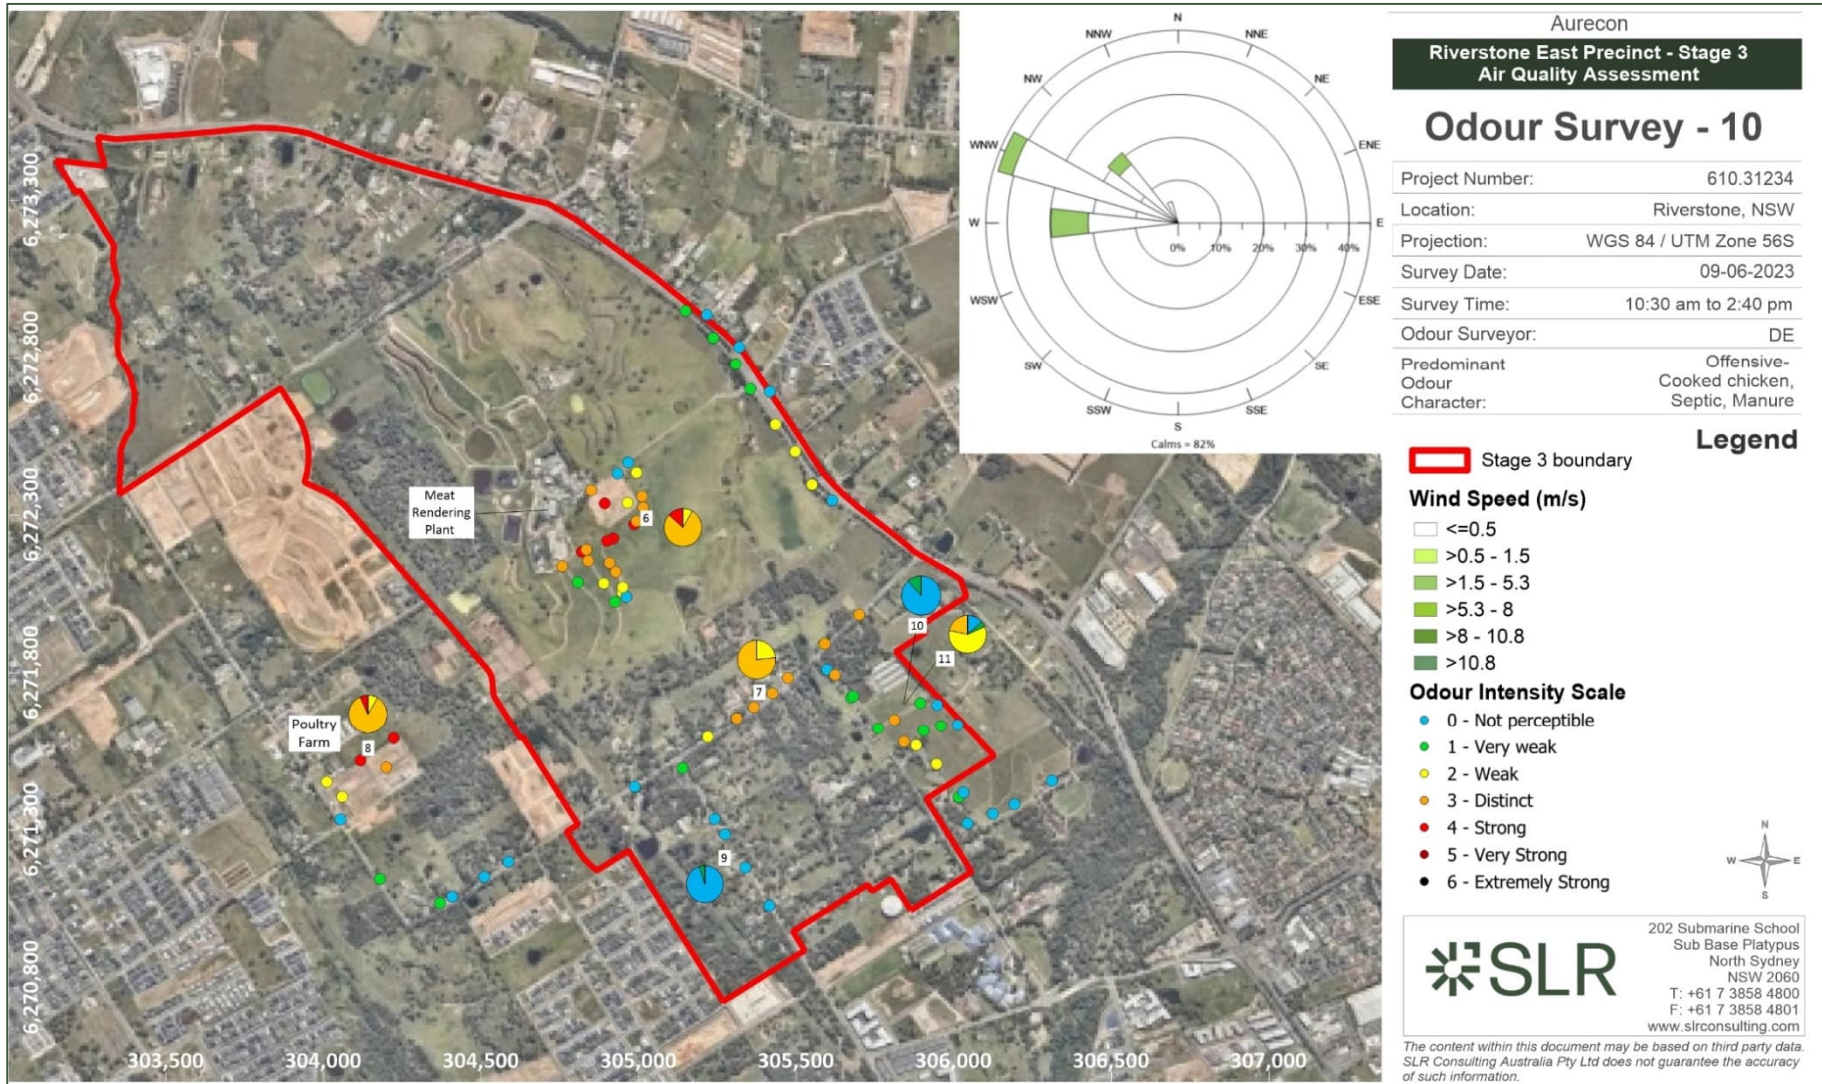 Aurecon
Riverstone East Precinct - Stage 3
Air Quality Assessment
Odour Survey - 10
Project Number: 610.31234
Location: Riverstone, NSW
Projection: WGS 84 / UTM Zone 56S
Survey Date: 09-06-2023
Survey Time: 10:30 am to 2:40 pm
Odour Surveyor: DE
Predominant Odour Character: Offensive-
Cooked chicken,
Septic, Manure
Legend
Stage 3 boundary
Wind Speed (m/s)
<=0.5
>0.5 - 1.5
>1.5 - 5.3
>5.3 - 8
>8 - 10.8
>10.8
Odour Intensity Scale
0 - Not perceptible
1 - Very weak
2 - Weak
3 - Distinct
4 - Strong
5 - Very Strong
6 - Extremely Strong
N
W E
S
SLR
202 Submarine School
Sub Base Platypus
North Sydney
NSW 2060
T: +61 7 3858 4800
F: +61 7 3858 4801
www.slrconsulting.com
The content within this document may be based on third party data.
SLR Consulting Australia Pty Ltd does not guarantee the accuracy
of such information.
N
NNW NNE
NW NE
WNW ENE
W E
0% 10% 20% 30% 40%
WSW ESE
SW SE
SSW SSE
S
Calms = 82%
Meat
Rendering
Plant
6
10
11
7
Poultry
Farm
8
9
6,273,300
6,272,800
6,272,300
6,271,800
6,271,300
6,270,800
303,500 304,000 304,500 305,000 305,500 306,000 306,500 307,000